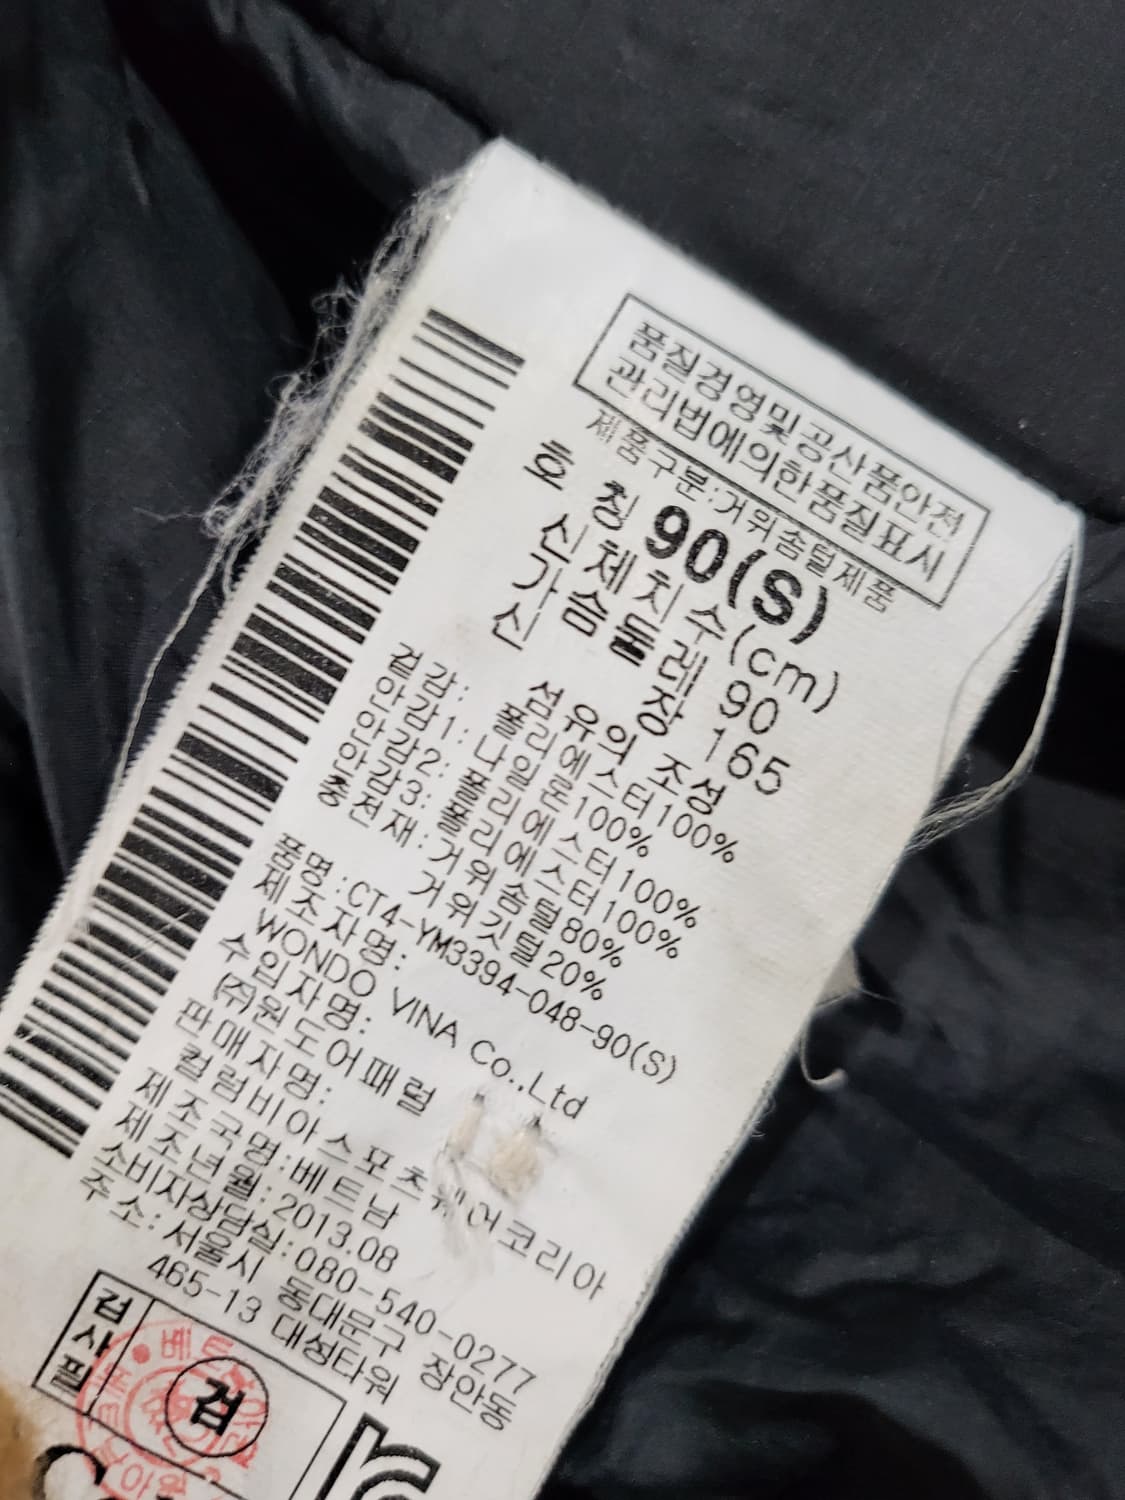 품질경영및공산품안전
관리법에의한품질표시
제품구분:거위솜털제품
호 칭 90(S)
신 체 치 수(cm)
가 슴 둘 레 90
신 장 165
섬 유 의 조 성
겉감: 폴리에스터100%
안감1: 나일론100%
안감2: 폴리에스터100%
안감3: 폴리에스터100%
충전재: 거위솜털80%
거위깃털20%
품명:CT4-YM3394-048-90(S)
제조자명:
WONDO VINA Co.,Ltd
수입자명:
(주)원도어패럴
판매자명:
컬럼비아스포츠웨어코리아
제조국명:베트남
제조년월:2013.08
소비자상담실:080-540-0277
주 소:서울시 동대문구 장안동
465-13 대성타워
검사필
검
베트